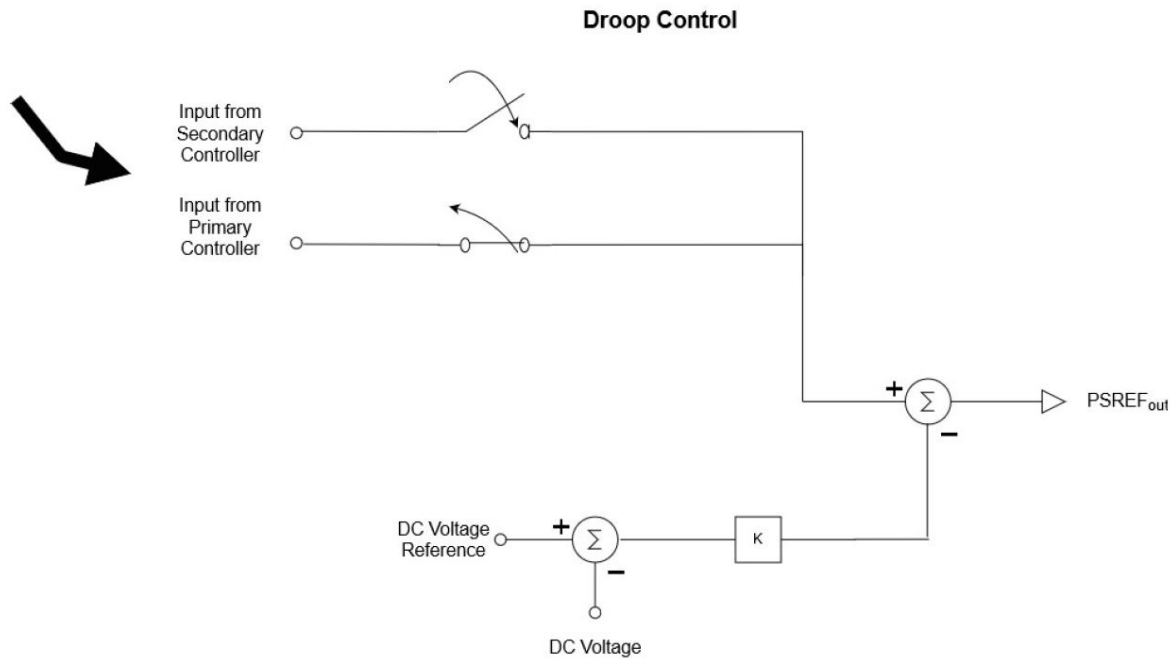 Droop Control
Input from
Secondary
Controller
Input from
Primary
Controller
+
Σ
PSREFout
−
DC Voltage
Reference
+
Σ
K
−
DC Voltage